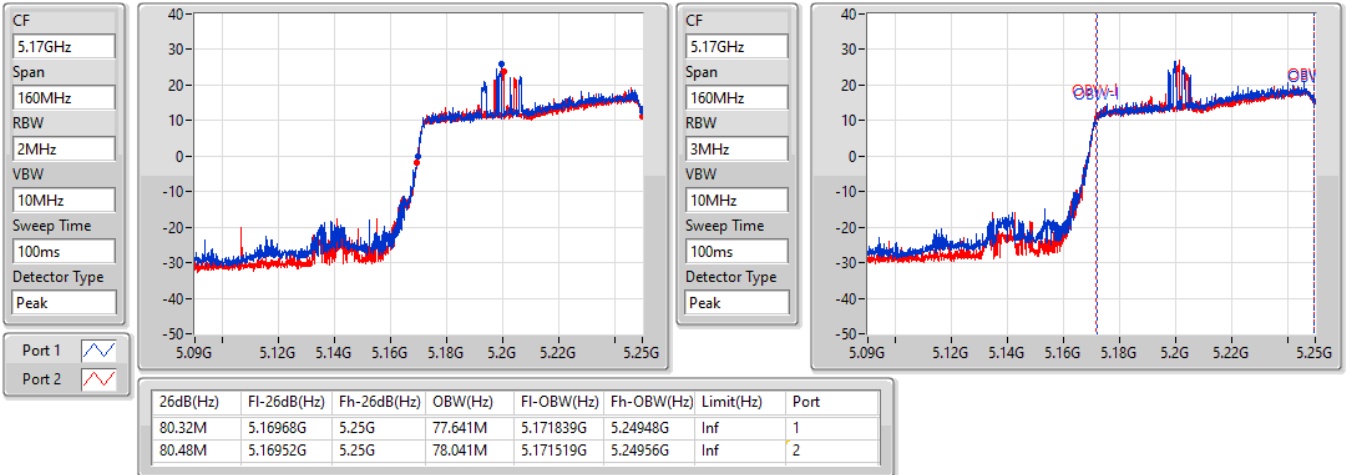 CF
5.17GHz
Span
160MHz
RBW
2MHz
VBW
10MHz
Sweep Time
100ms
Detector Type
Peak
Port 1
Port 2
40
30
20
10
0
-10
-20
-30
-40
-50
5.09G 5.12G 5.14G 5.16G 5.18G 5.2G 5.22G 5.25G
CF
5.17GHz
Span
160MHz
RBW
3MHz
VBW
10MHz
Sweep Time
100ms
Detector Type
Peak
40
30
20
10
0
-10
-20
-30
-40
-50
OBW-l
OBW
5.09G 5.12G 5.14G 5.16G 5.18G 5.2G 5.22G 5.25G
26dB(Hz) Fl-26dB(Hz) Fh-26dB(Hz) OBW(Hz) Fl-OBW(Hz) Fh-OBW(Hz) Limit(Hz) Port
80.32M 5.16968G 5.25G 77.641M 5.171839G 5.24948G Inf 1
80.48M 5.16952G 5.25G 78.041M 5.171519G 5.24956G Inf 2